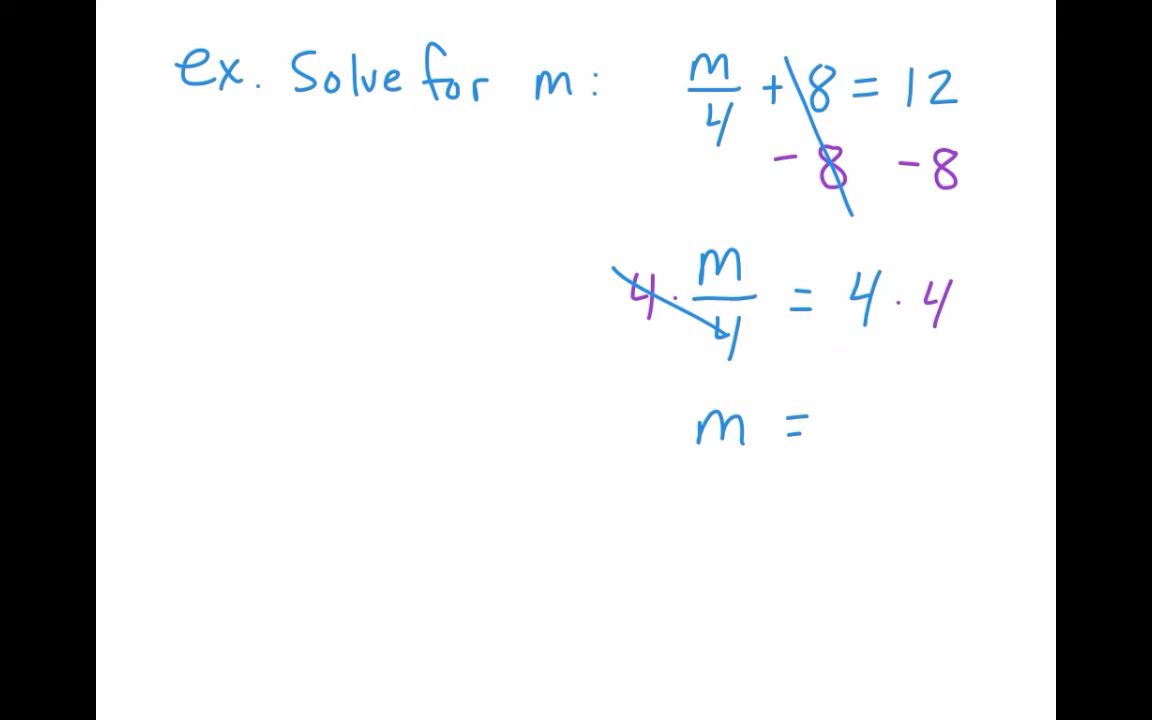 ex. Solve for m: m/4 + 8 = 12
- 8 - 8
4 · m/4 = 4 · 4
m =